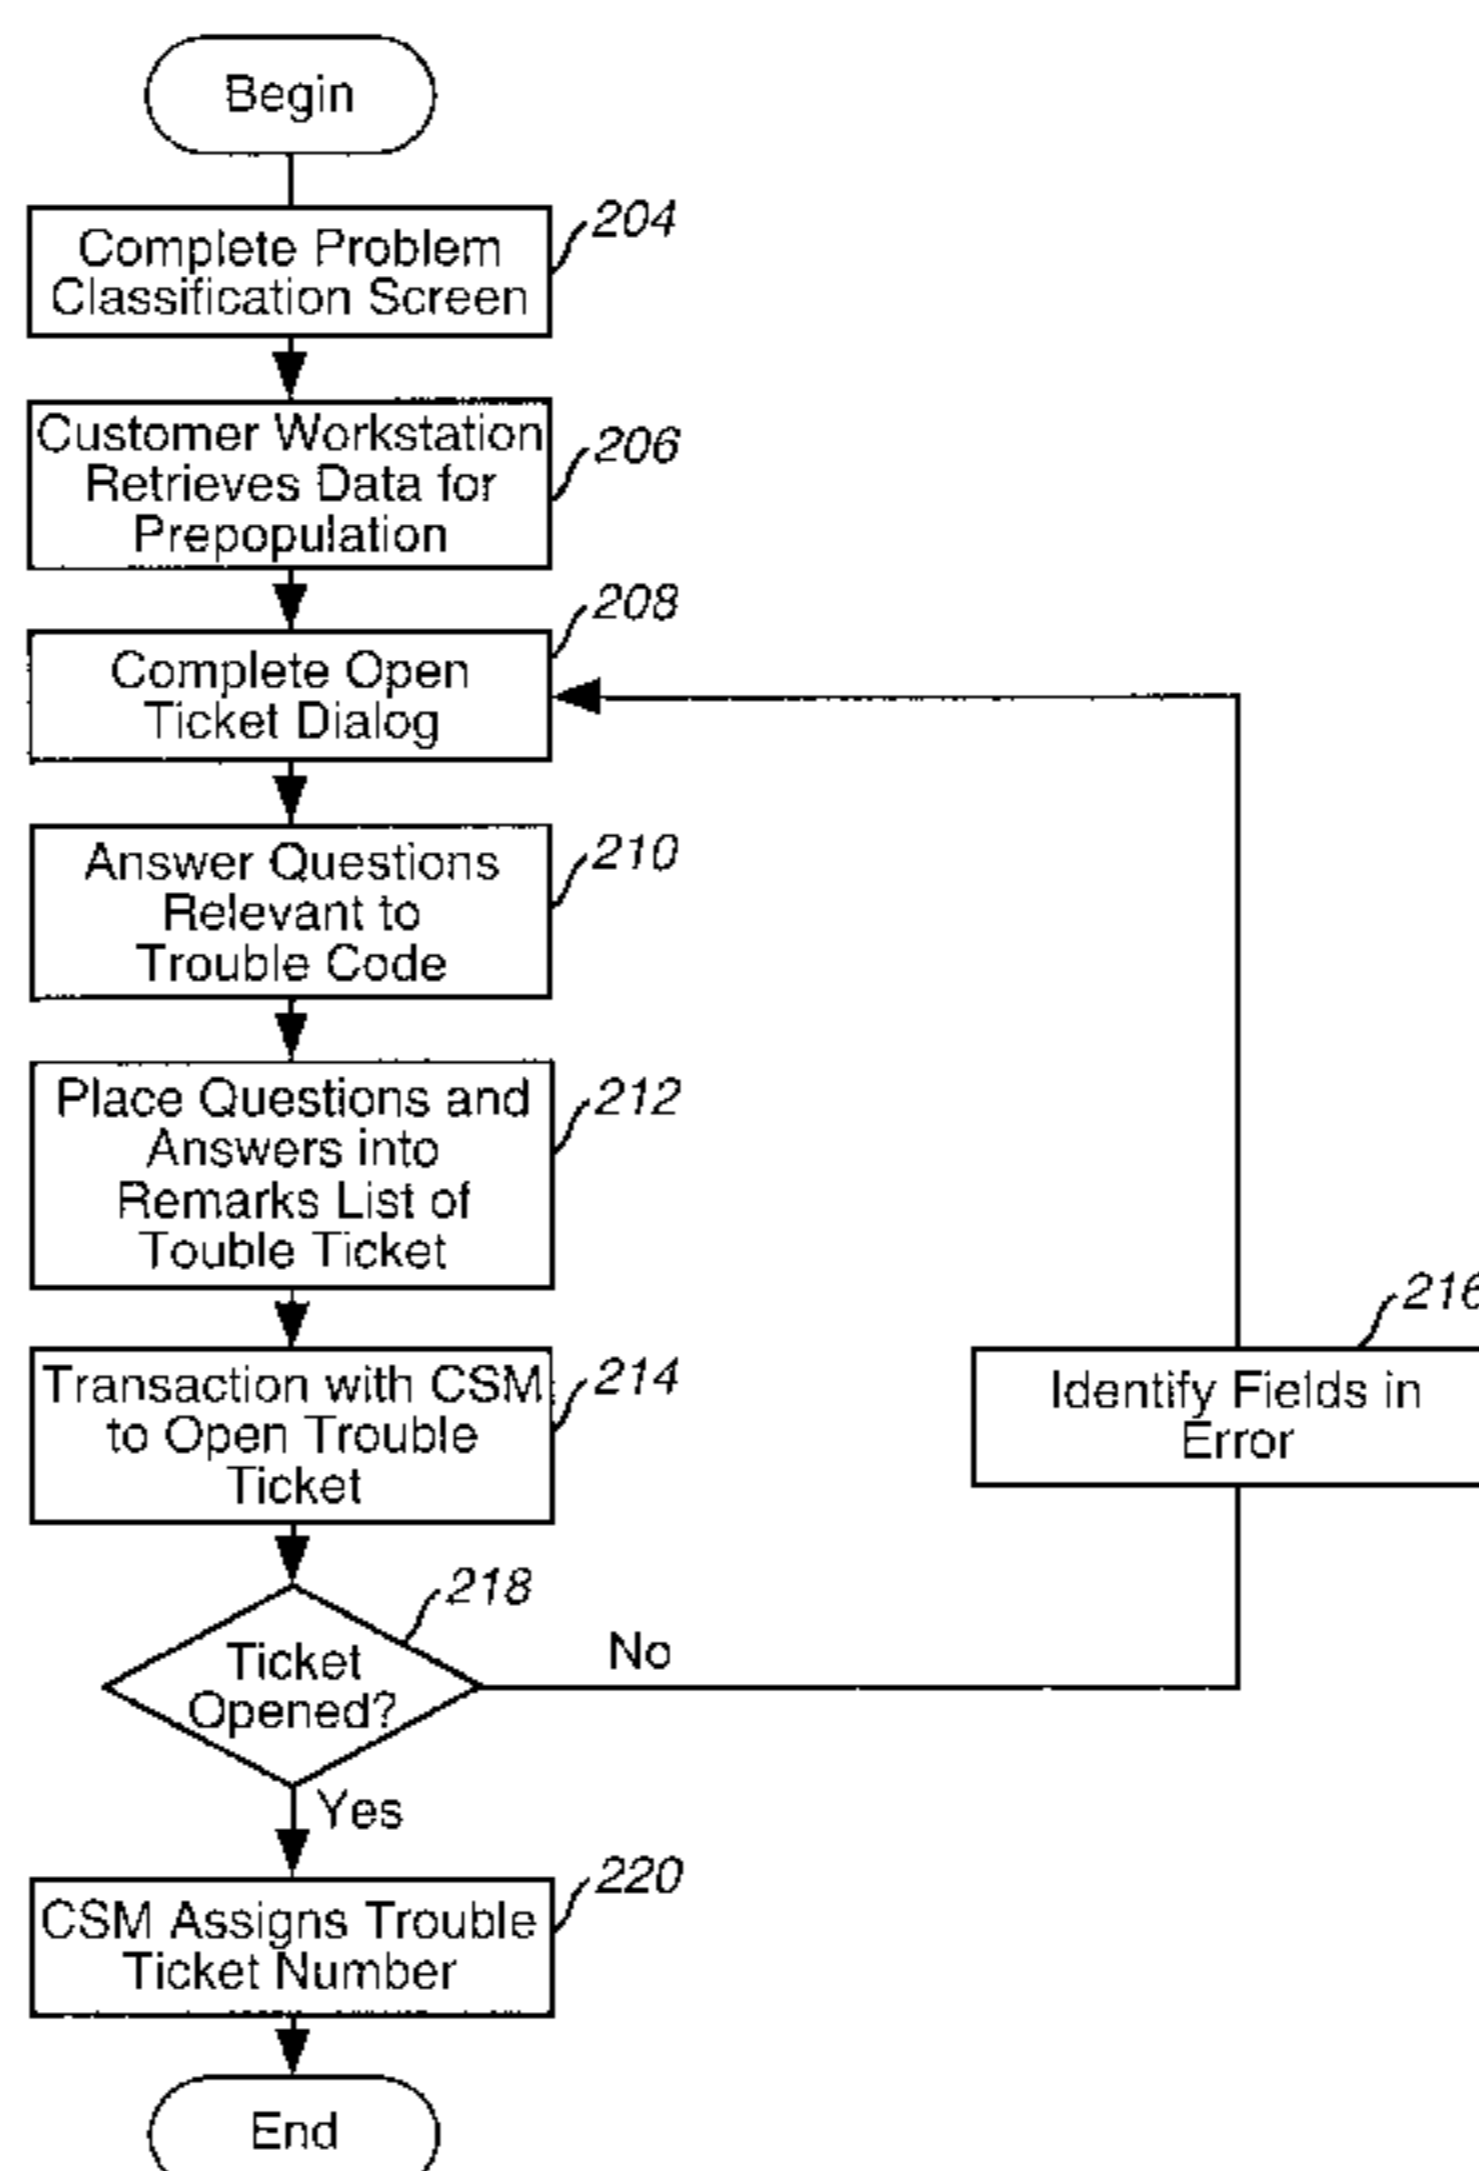 Begin
204
Complete Problem
Classification Screen
206
Customer Workstation
Retrieves Data for
Prepopulation
208
Complete Open
Ticket Dialog
210
Answer Questions
Relevant to
Trouble Code
212
Place Questions and
Answers into
Remarks List of
Touble Ticket
216
Identify Fields in
Error
214
Transaction with CSM
to Open Trouble
Ticket
218
Ticket
Opened?
No
Yes
220
CSM Assigns Trouble
Ticket Number
End